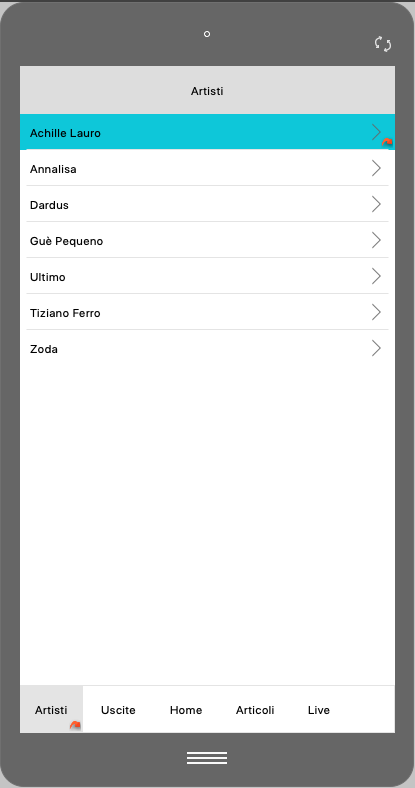 Artisti
Achille Lauro
Annalisa
Dardus
Guè Pequeno
Ultimo
Tiziano Ferro
Zoda
Artisti Uscite Home Articoli Live